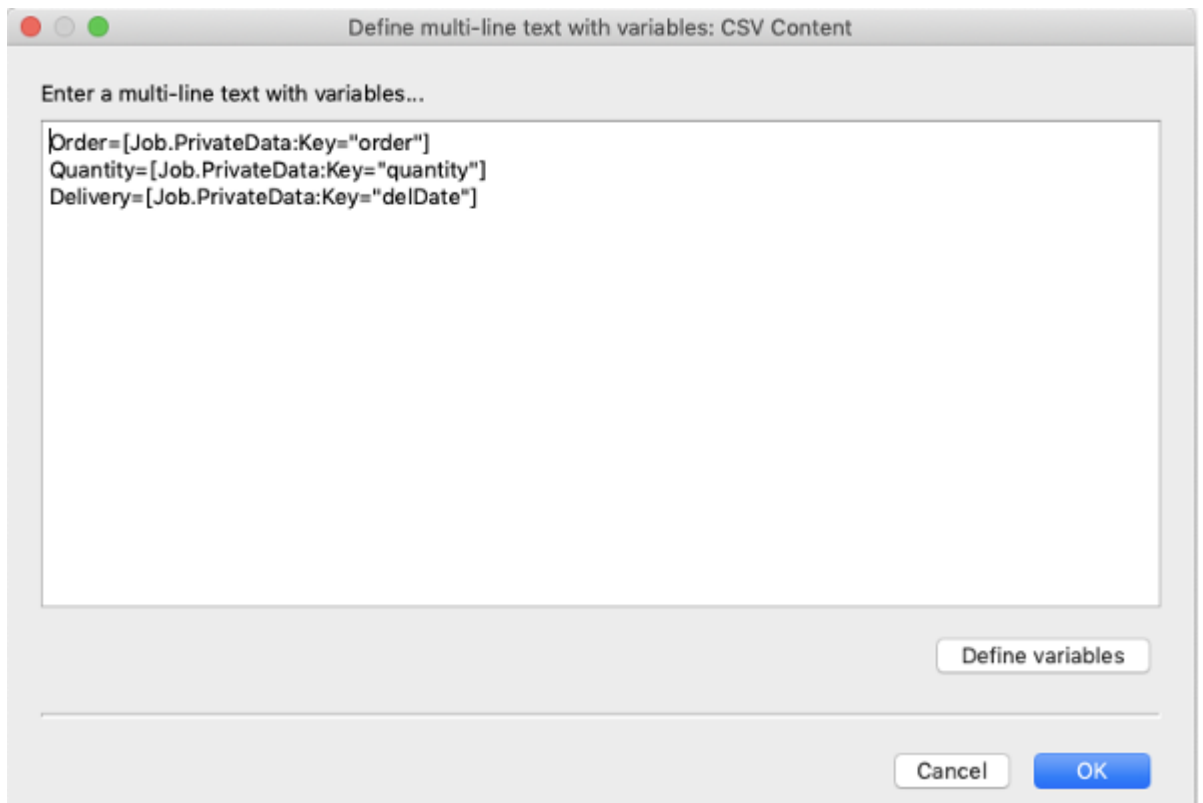 Define multi-line text with variables: CSV Content
Enter a multi-line text with variables...
Order=[Job.PrivateData:Key="order"]
Quantity=[Job.PrivateData:Key="quantity"]
Delivery=[Job.PrivateData:Key="delDate"]
Define variables
Cancel
OK